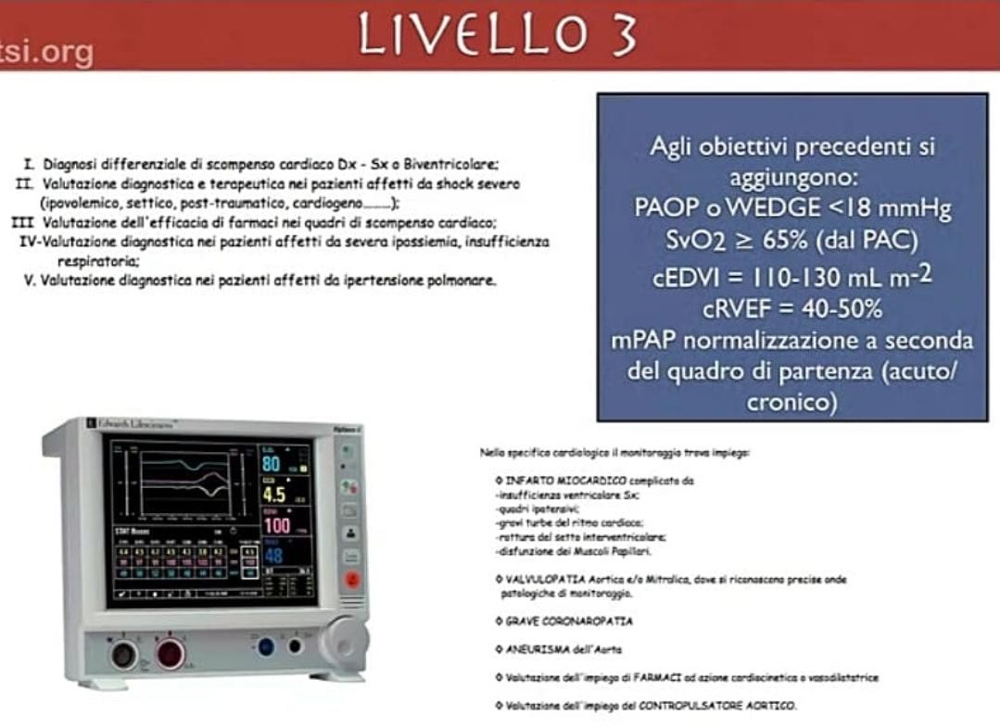 LIVELLO 3
tsi.org
I. Diagnosi differenziale di scompenso cardiaco Dx - Sx o Biventricolare;
II. Valutazione diagnostica e terapeutica nei pazienti affetti da shock severo
(ipovolemico, settico, post-traumatico, cardiogeno........);
III Valutazione dell'efficacia di farmaci nei quadri di scompenso cardiaco;
IV-Valutazione diagnostica nei pazienti affetti da severa ipossiemia, insufficienza
respiratoria;
V. Valutazione diagnostica nei pazienti affetti da ipertensione polmonare.
Agli obiettivi precedenti si
aggiungono:
PAOP o WEDGE <18 mmHg
SvO2 ≥ 65% (dal PAC)
cEDVI = 110-130 mL m-2
cRVEF = 40-50%
mPAP normalizzazione a seconda
del quadro di partenza (acuto/
cronico)
Edwards Lifesciences
80
4.5
100
48
Nello specifico cardiologico il monitoraggio trova impiego:
◊ INFARTO MIOCARDICO complicato da
-insufficienza ventricolare Sx;
-quadri ipotensivi;
-gravi turbe del ritmo cardiaco;
-rottura del setto interventricolare;
-disfunzione dei Muscoli Papillari.
◊ VALVULOPATIA Aortica e/o Mitralica, dove si riconoscano precise onde
patologiche di monitoraggio.
◊ GRAVE CORONAROPATIA
◊ ANEURISMA dell'Aorta
◊ Valutazione dell'impiego di FARMACI ad azione cardiocinetica o vasodilatatrice
◊ Valutazione dell'impiego del CONTROPULSATORE AORTICO.